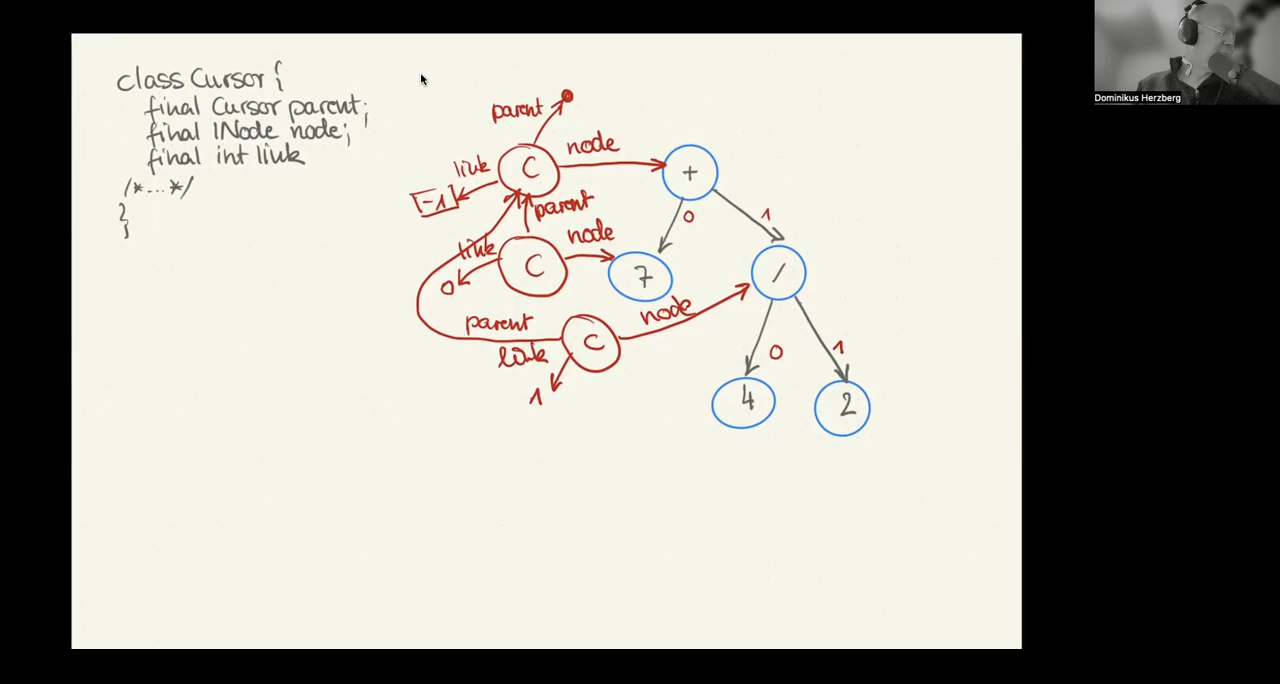 class Cursor {
final Cursor parent;
final INode node;
final int link
/*...*/
}
}
parent
link
C
node
+
-1
parent
0
1
link
C
node
7
/
0
parent
C
node
link
1
0
1
4
2
Dominikus Herzberg